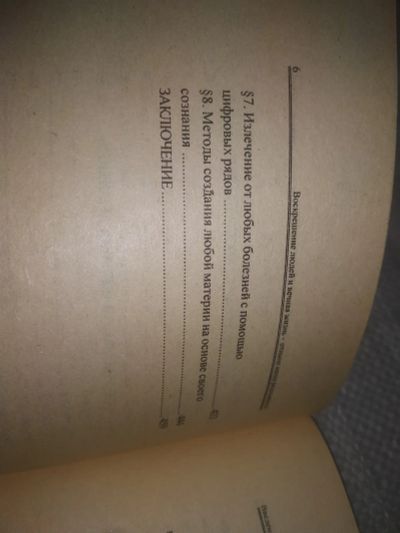 6 Воскрешение людей и вечная жизнь -
§7. Излечение от любых болезней с помощью
цифровых рядов
§8. Методы создания любой материи на основе своего
сознания
ЗАКЛЮЧЕНИЕ